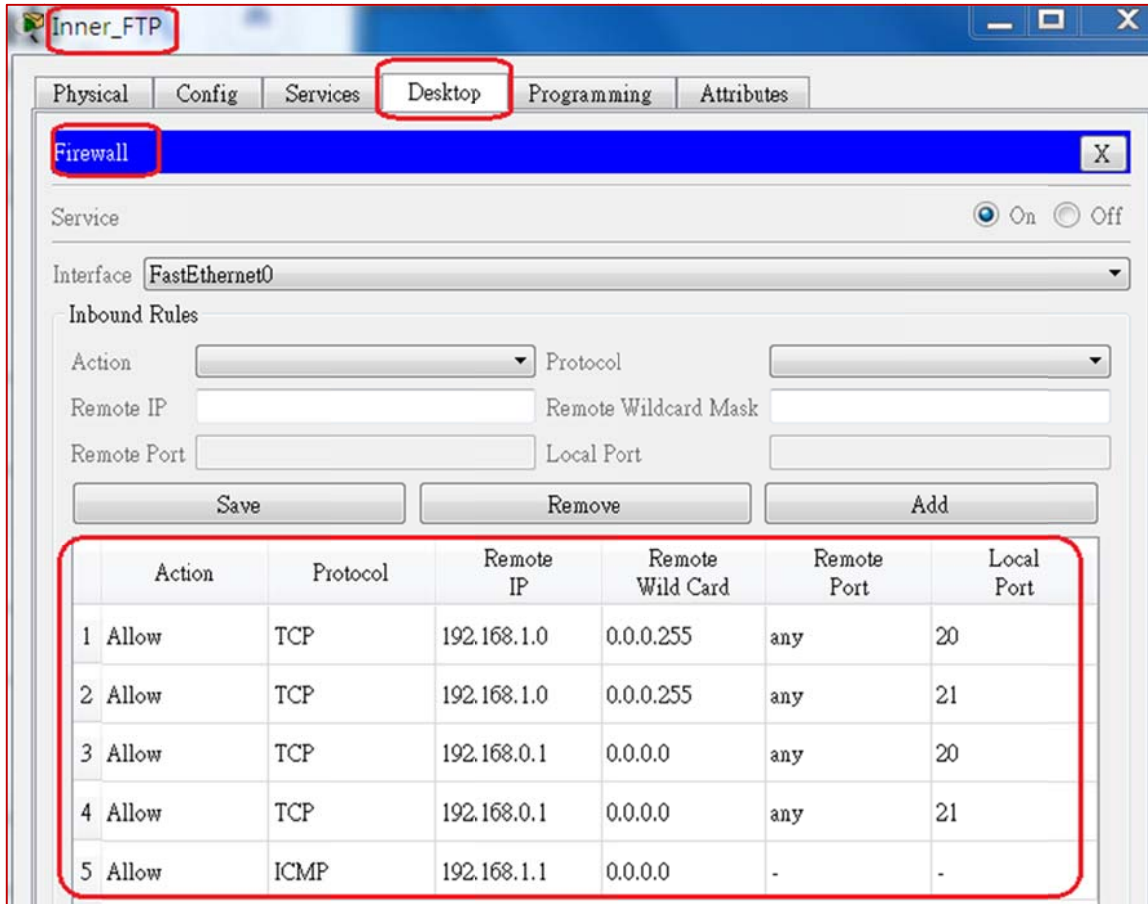 Inner_FTP
X
Physical Config Services Desktop Programming Attributes
Firewall X
Service On Off
Interface FastEthernet0
Inbound Rules
Action Protocol
Remote IP Remote Wildcard Mask
Remote Port Local Port
Save Remove Add
Action Protocol Remote IP Remote Wild Card Remote Port Local Port
1 Allow TCP 192.168.1.0 0.0.0.255 any 20
2 Allow TCP 192.168.1.0 0.0.0.255 any 21
3 Allow TCP 192.168.0.1 0.0.0.0 any 20
4 Allow TCP 192.168.0.1 0.0.0.0 any 21
5 Allow ICMP 192.168.1.1 0.0.0.0 - -